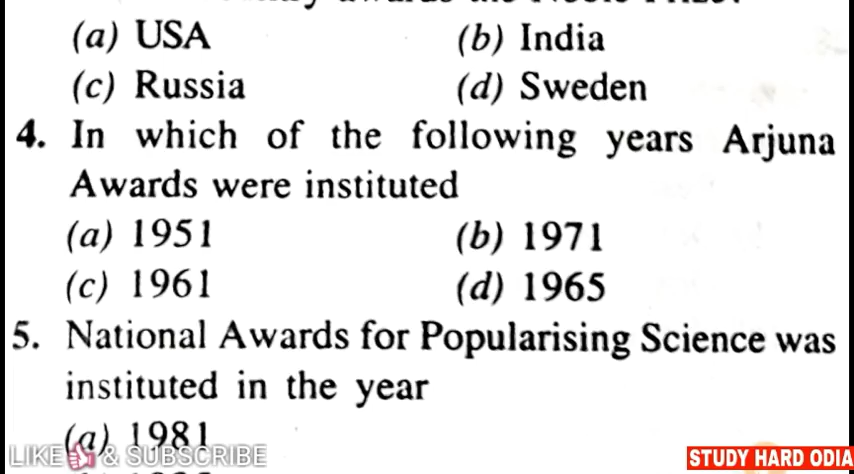 (a) USA (b) India
(c) Russia (d) Sweden
4. In which of the following years Arjuna
Awards were instituted
(a) 1951 (b) 1971
(c) 1961 (d) 1965
5. National Awards for Popularising Science was
instituted in the year
(a) 1981
LIKE & SUBSCRIBE
STUDY HARD ODIA